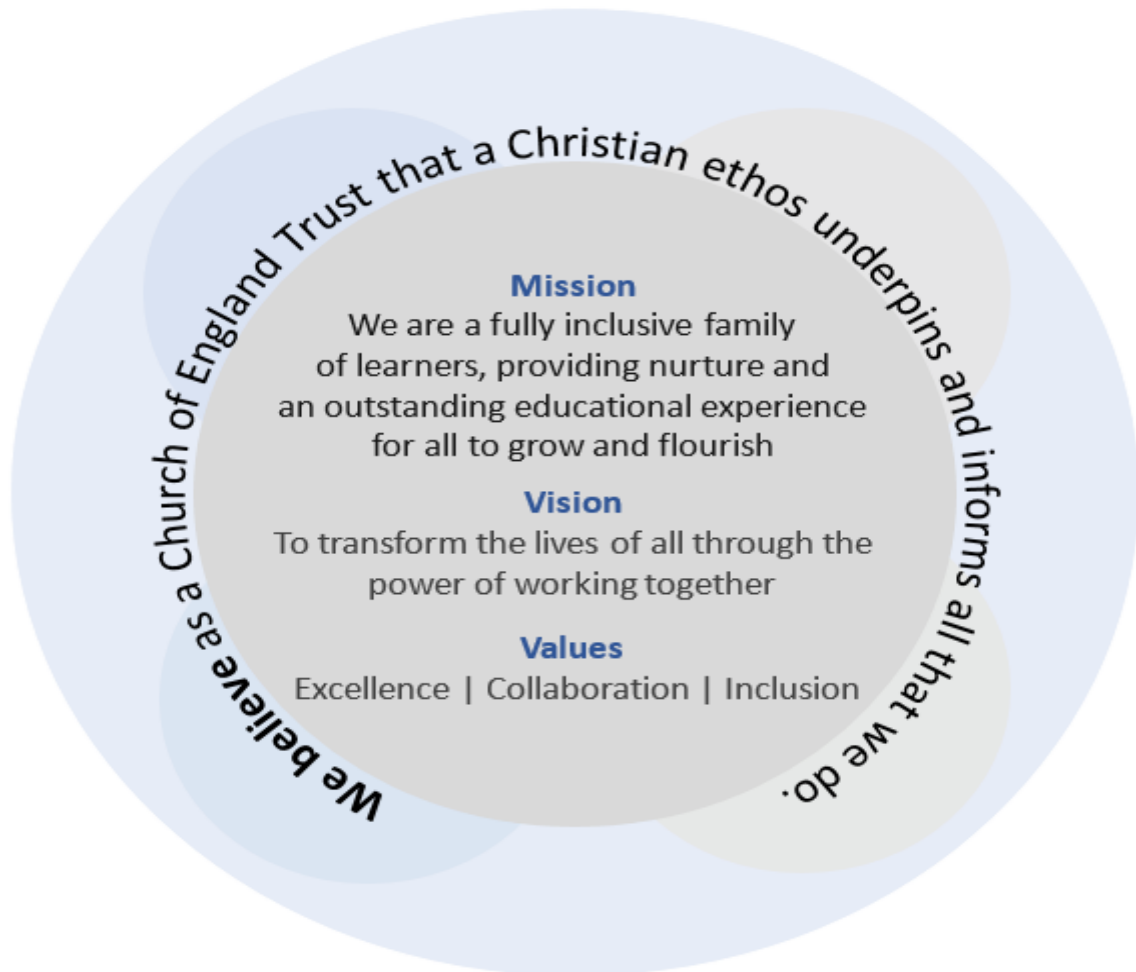 We believe as a Church of England Trust that a Christian ethos underpins and informs all that we do.
Mission
We are a fully inclusive family
of learners, providing nurture and
an outstanding educational experience
for all to grow and flourish
Vision
To transform the lives of all through the
power of working together
Values
Excellence | Collaboration | Inclusion